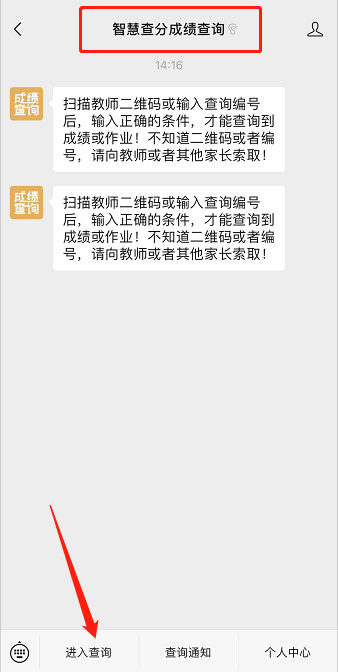 智慧查分成绩查询
14:16
成绩
查询
扫描教师二维码或输入查询编号
后，输入正确的条件，才能查询到
成绩或作业！不知道二维码或者编
号，请向教师或者其他家长索取！
成绩
查询
扫描教师二维码或输入查询编号
后，输入正确的条件，才能查询到
成绩或作业！不知道二维码或者编
号，请向教师或者其他家长索取！
进入查询
查询通知
个人中心